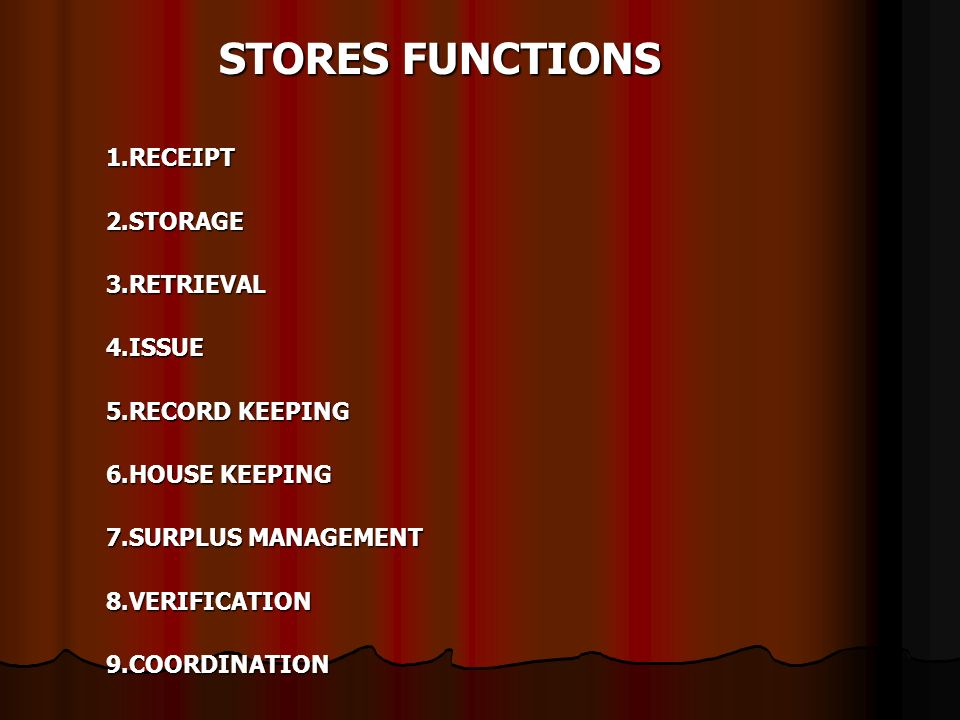 STORES FUNCTIONS
1.RECEIPT
2.STORAGE
3.RETRIEVAL
4.ISSUE
5.RECORD KEEPING
6.HOUSE KEEPING
7.SURPLUS MANAGEMENT
8.VERIFICATION
9.COORDINATION